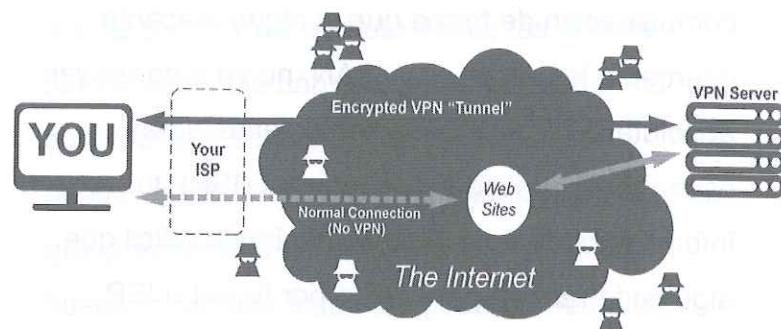 Encrypted VPN "Tunnel"
VPN Server
YOU
Your
ISP
Web
Sites
Normal Connection
(No VPN)
The Internet